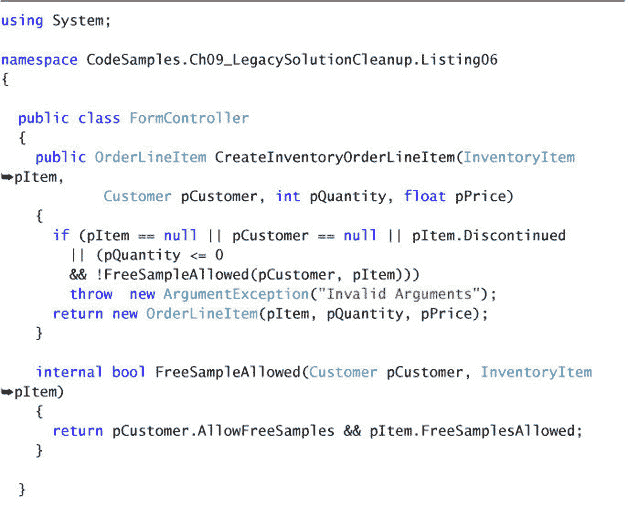 using System;
namespace CodeSamples.Ch09_LegacySolutionCleanup.Listing06
{
public class FormController
{
public OrderLineItem CreateInventoryOrderLineItem(InventoryItem
➥pItem,
Customer pCustomer, int pQuantity, float pPrice)
{
if (pItem == null || pCustomer == null || pItem.Discontinued
|| (pQuantity <= 0
&& !FreeSampleAllowed(pCustomer, pItem)))
throw  new ArgumentException("Invalid Arguments");
return new OrderLineItem(pItem, pQuantity, pPrice);
}
internal bool FreeSampleAllowed(Customer pCustomer, InventoryItem
➥pItem)
{
return pCustomer.AllowFreeSamples && pItem.FreeSamplesAllowed;
}
}